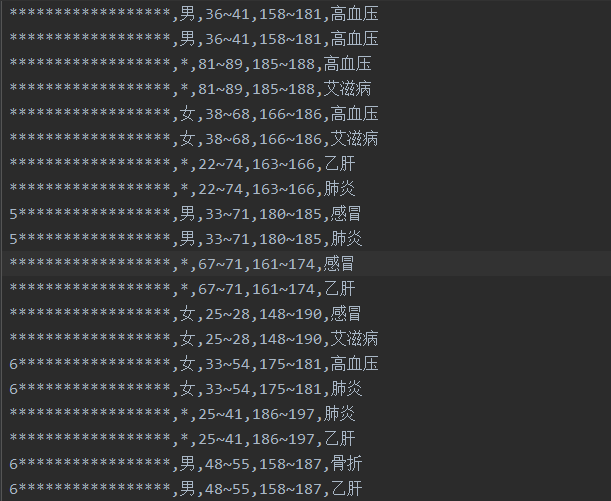 ******************,男,36~41,158~181,高血压
******************,男,36~41,158~181,高血压
******************,*,81~89,185~188,高血压
******************,*,81~89,185~188,艾滋病
******************,女,38~68,166~186,高血压
******************,女,38~68,166~186,艾滋病
******************,*,22~74,163~166,乙肝
******************,*,22~74,163~166,肺炎
5*****************,男,33~71,180~185,感冒
5*****************,男,33~71,180~185,肺炎
******************,*,67~71,161~174,感冒
******************,*,67~71,161~174,乙肝
******************,女,25~28,148~190,感冒
******************,女,25~28,148~190,艾滋病
6*****************,女,33~54,175~181,高血压
6*****************,女,33~54,175~181,肺炎
******************,*,25~41,186~197,肺炎
******************,*,25~41,186~197,乙肝
6*****************,男,48~55,158~187,骨折
6*****************,男,48~55,158~187,乙肝